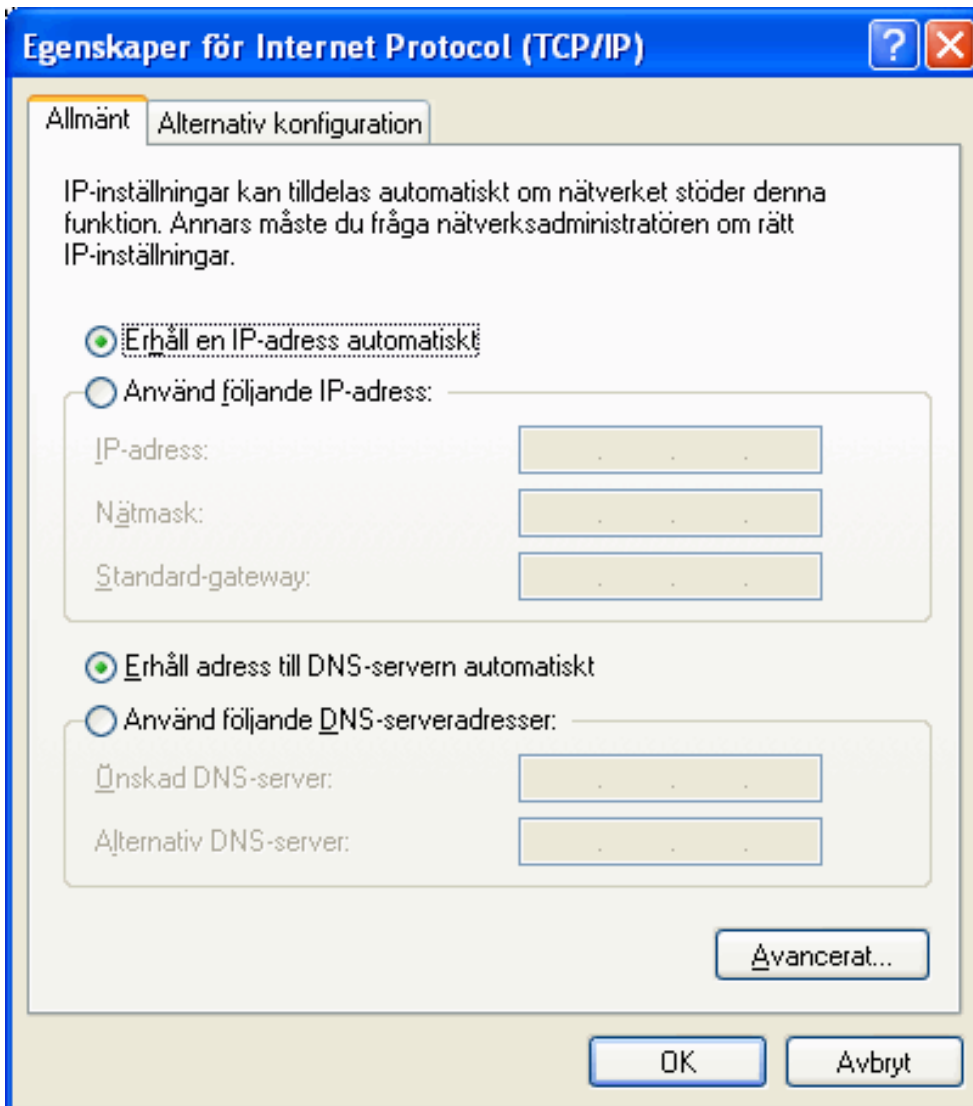 Egenskaper för Internet Protocol (TCP/IP)
Allmänt
Alternativ konfiguration
IP-inställningar kan tilldelas automatiskt om nätverket stöder denna
funktion. Annars måste du fråga nätverksadministratören om rätt
IP-inställningar.
Erhåll en IP-adress automatiskt
Använd följande IP-adress:
IP-adress:
Nätmask:
Standard-gateway:
Erhåll adress till DNS-servern automatiskt
Använd följande DNS-serveradresser:
Önskad DNS-server:
Alternativ DNS-server:
Avancerat...
OK
Avbryt